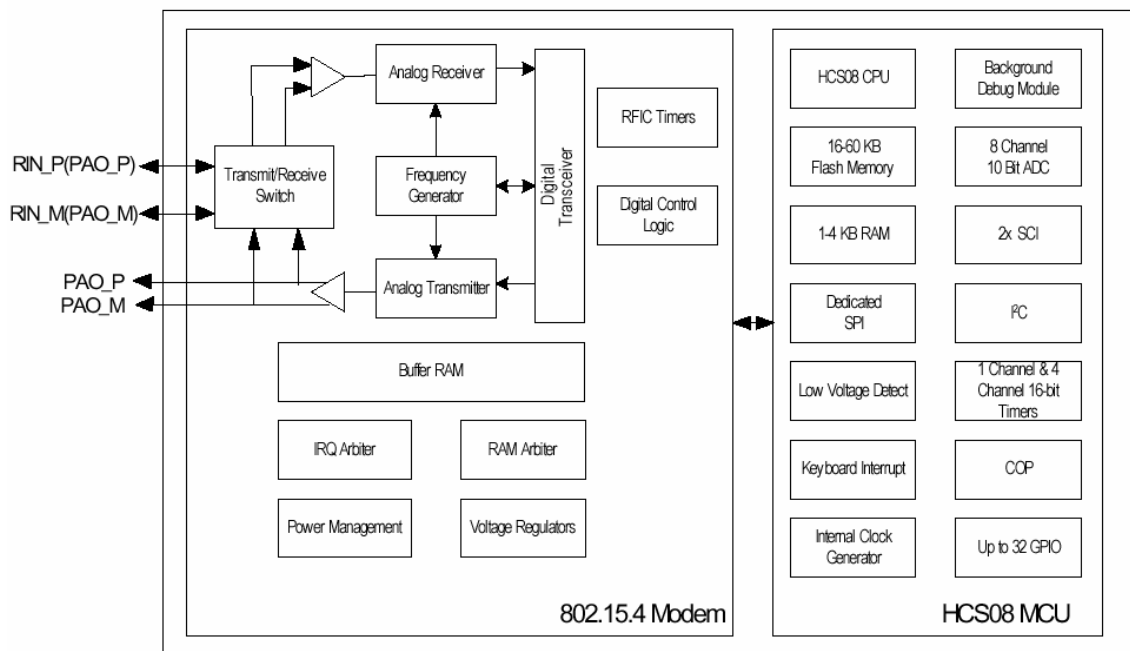 RIN_P(PAO_P)
RIN_M(PAO_M)
PAO_P
PAO_M
Transmit/Receive
Switch
Analog Receiver
Frequency
Generator
Analog Transmitter
Digital
Transceiver
RFIC Timers
Digital Control
Logic
Buffer RAM
IRQ Arbiter
RAM Arbiter
Power Management
Voltage Regulators
802.15.4 Modem
HCS08 CPU
Background
Debug Module
16-60 KB
Flash Memory
8 Channel
10 Bit ADC
1-4 KB RAM
2x SCI
Dedicated
SPI
I²C
Low Voltage Detect
1 Channel & 4
Channel 16-bit
Timers
Keyboard Interrupt
COP
Internal Clock
Generator
Up to 32 GPIO
HCS08 MCU